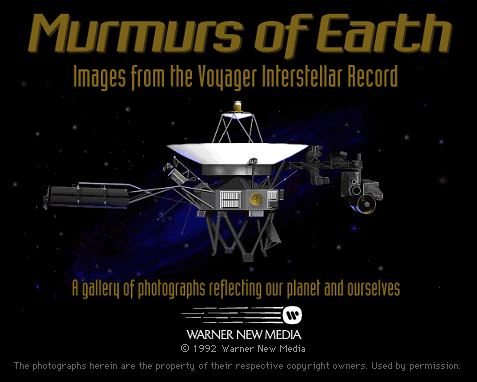 Murmurs of Earth
Images from the Voyager Interstellar Record
A gallery of photographs reflecting our planet and ourselves
WARNER NEW MEDIA
© 1992 Warner New Media
The photographs herein are the property of their respective copyright owners. Used by permission.